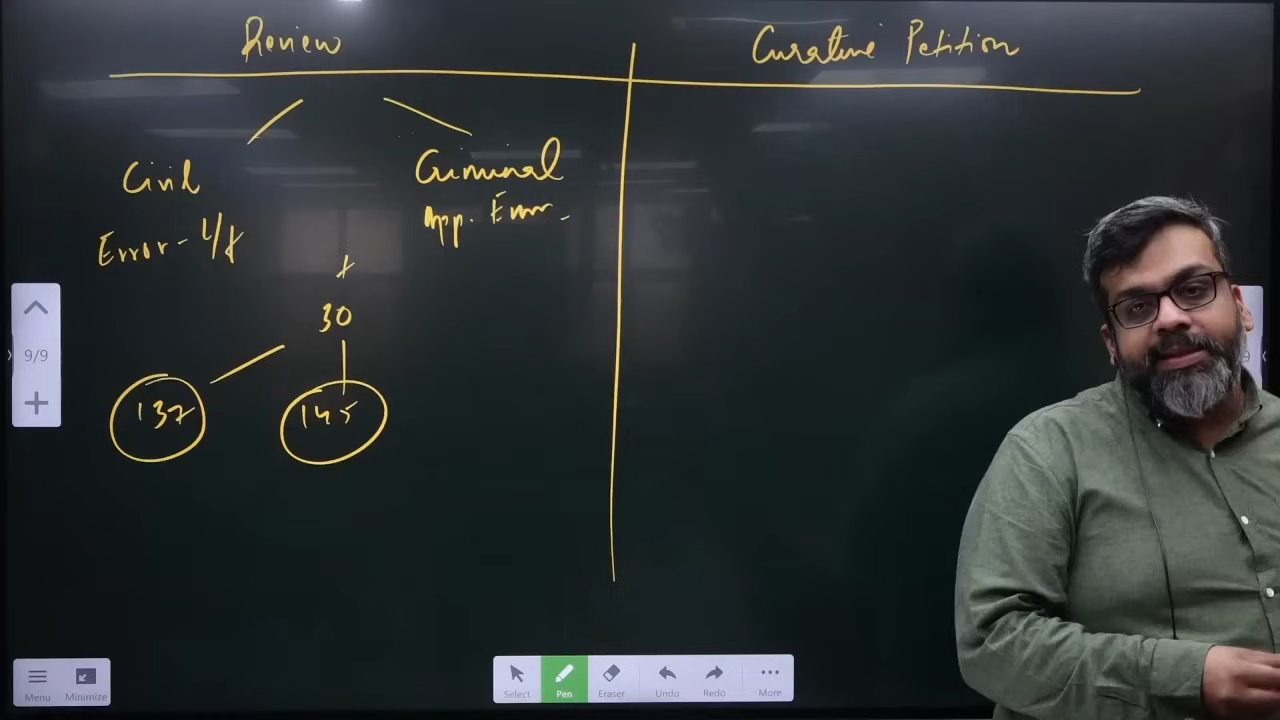 Review
Curative Petition
Civil
Criminal
Error - L/F
App. Error -
30
137
145
9/9
Menu
Minimize
Select
Pen
Eraser
Undo
Redo
More